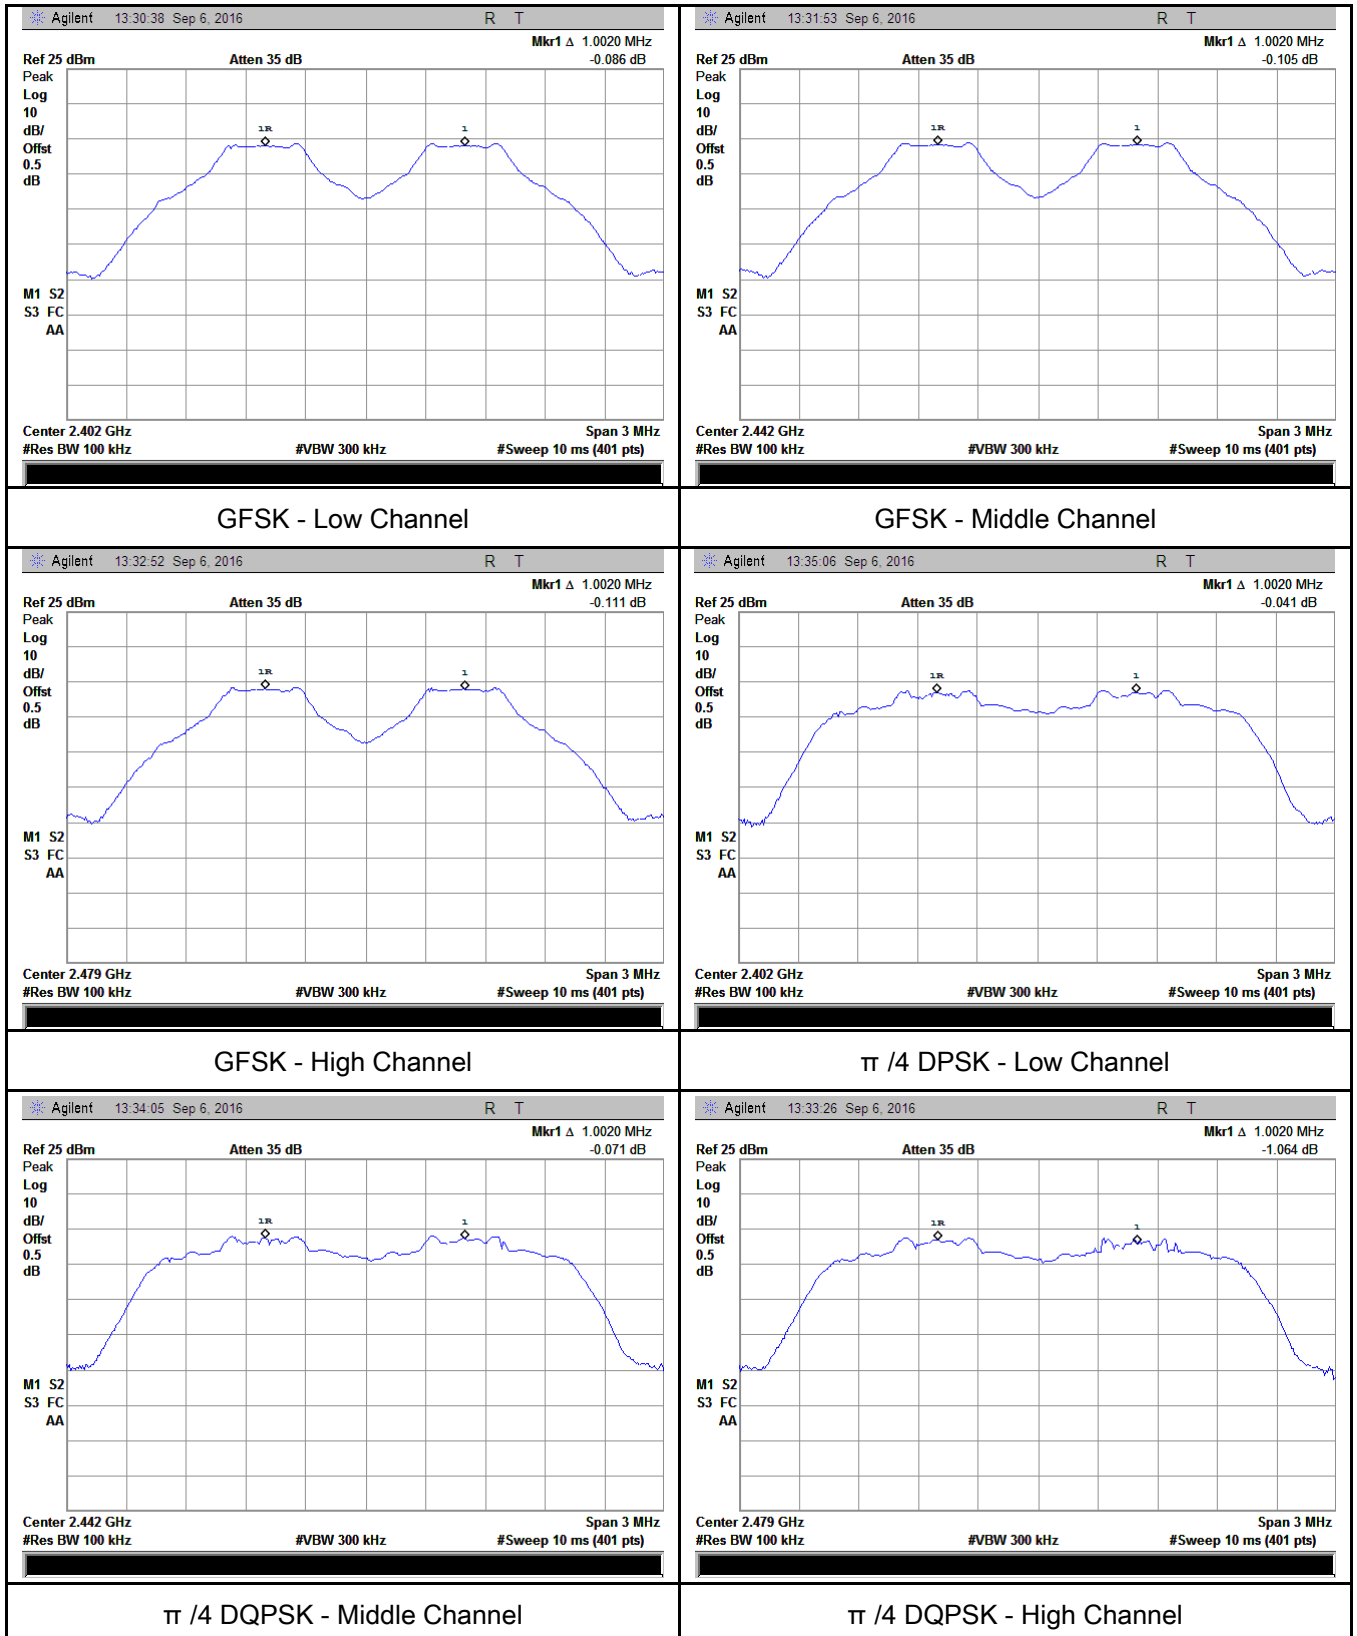 Agilent 13:30:38 Sep 6, 2016 R T
Mkr1 Δ 1.0020 MHz
Ref 25 dBm Atten 35 dB -0.086 dB
Peak
Log
10
dB/
Offst
0.5
dB
1R 1
M1 S2
S3 FC
AA
Center 2.402 GHz Span 3 MHz
#Res BW 100 kHz #VBW 300 kHz #Sweep 10 ms (401 pts)
GFSK - Low Channel
Agilent 13:31:53 Sep 6, 2016 R T
Mkr1 Δ 1.0020 MHz
Ref 25 dBm Atten 35 dB -0.105 dB
Peak
Log
10
dB/
Offst
0.5
dB
1R 1
M1 S2
S3 FC
AA
Center 2.442 GHz Span 3 MHz
#Res BW 100 kHz #VBW 300 kHz #Sweep 10 ms (401 pts)
GFSK - Middle Channel
Agilent 13:32:52 Sep 6, 2016 R T
Mkr1 Δ 1.0020 MHz
Ref 25 dBm Atten 35 dB -0.111 dB
Peak
Log
10
dB/
Offst
0.5
dB
1R 1
M1 S2
S3 FC
AA
Center 2.479 GHz Span 3 MHz
#Res BW 100 kHz #VBW 300 kHz #Sweep 10 ms (401 pts)
GFSK - High Channel
Agilent 13:35:06 Sep 6, 2016 R T
Mkr1 Δ 1.0020 MHz
Ref 25 dBm Atten 35 dB -0.041 dB
Peak
Log
10
dB/
Offst
0.5
dB
1R 1
M1 S2
S3 FC
AA
Center 2.402 GHz Span 3 MHz
#Res BW 100 kHz #VBW 300 kHz #Sweep 10 ms (401 pts)
π /4 DPSK - Low Channel
Agilent 13:34:05 Sep 6, 2016 R T
Mkr1 Δ 1.0020 MHz
Ref 25 dBm Atten 35 dB -0.071 dB
Peak
Log
10
dB/
Offst
0.5
dB
1R 1
M1 S2
S3 FC
AA
Center 2.442 GHz Span 3 MHz
#Res BW 100 kHz #VBW 300 kHz #Sweep 10 ms (401 pts)
π /4 DQPSK - Middle Channel
Agilent 13:33:26 Sep 6, 2016 R T
Mkr1 Δ 1.0020 MHz
Ref 25 dBm Atten 35 dB -1.064 dB
Peak
Log
10
dB/
Offst
0.5
dB
1R 1
M1 S2
S3 FC
AA
Center 2.479 GHz Span 3 MHz
#Res BW 100 kHz #VBW 300 kHz #Sweep 10 ms (401 pts)
π /4 DQPSK - High Channel